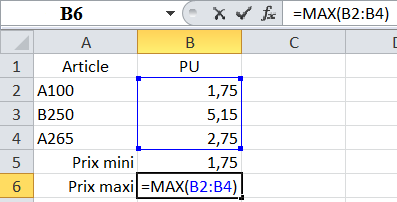 B6 fx =MAX(B2:B4)
A B C
1 Article PU
2 A100 1,75
3 B250 5,15
4 A265 2,75
5 Prix mini 1,75
6 Prix maxi =MAX(B2:B4)